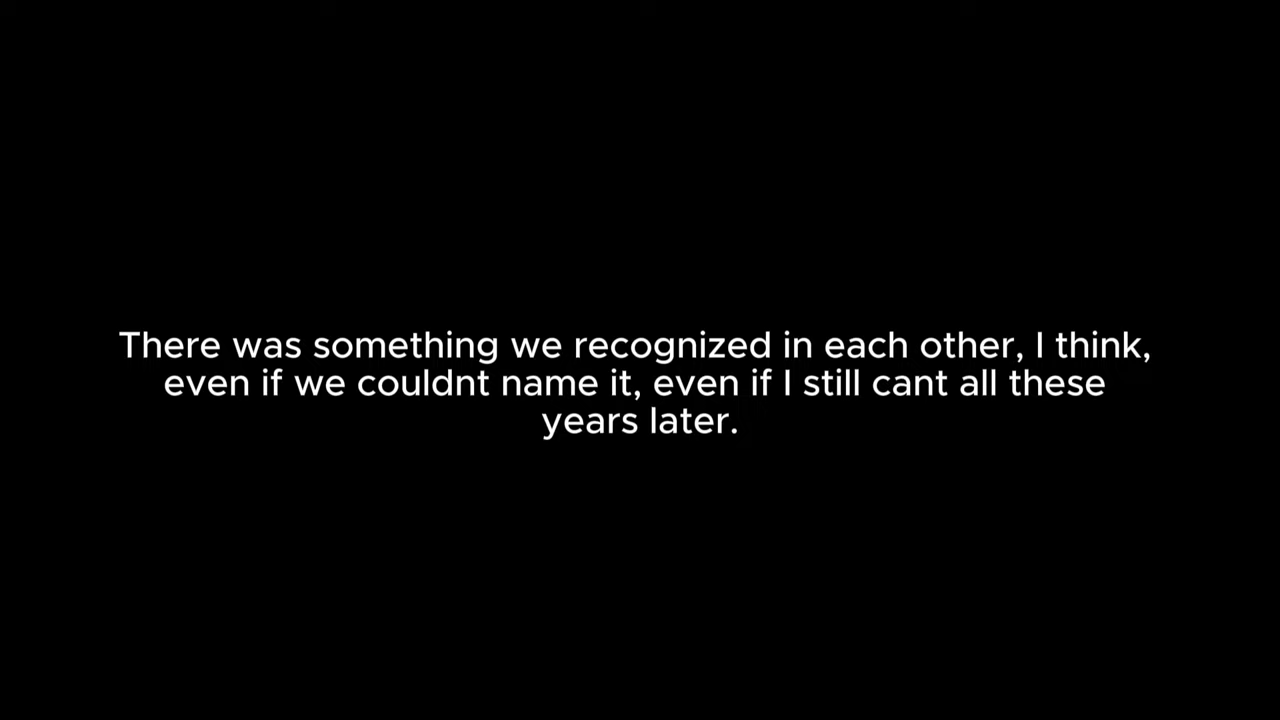 There was something we recognized in each other, I think,
even if we couldnt name it, even if I still cant all these
years later.